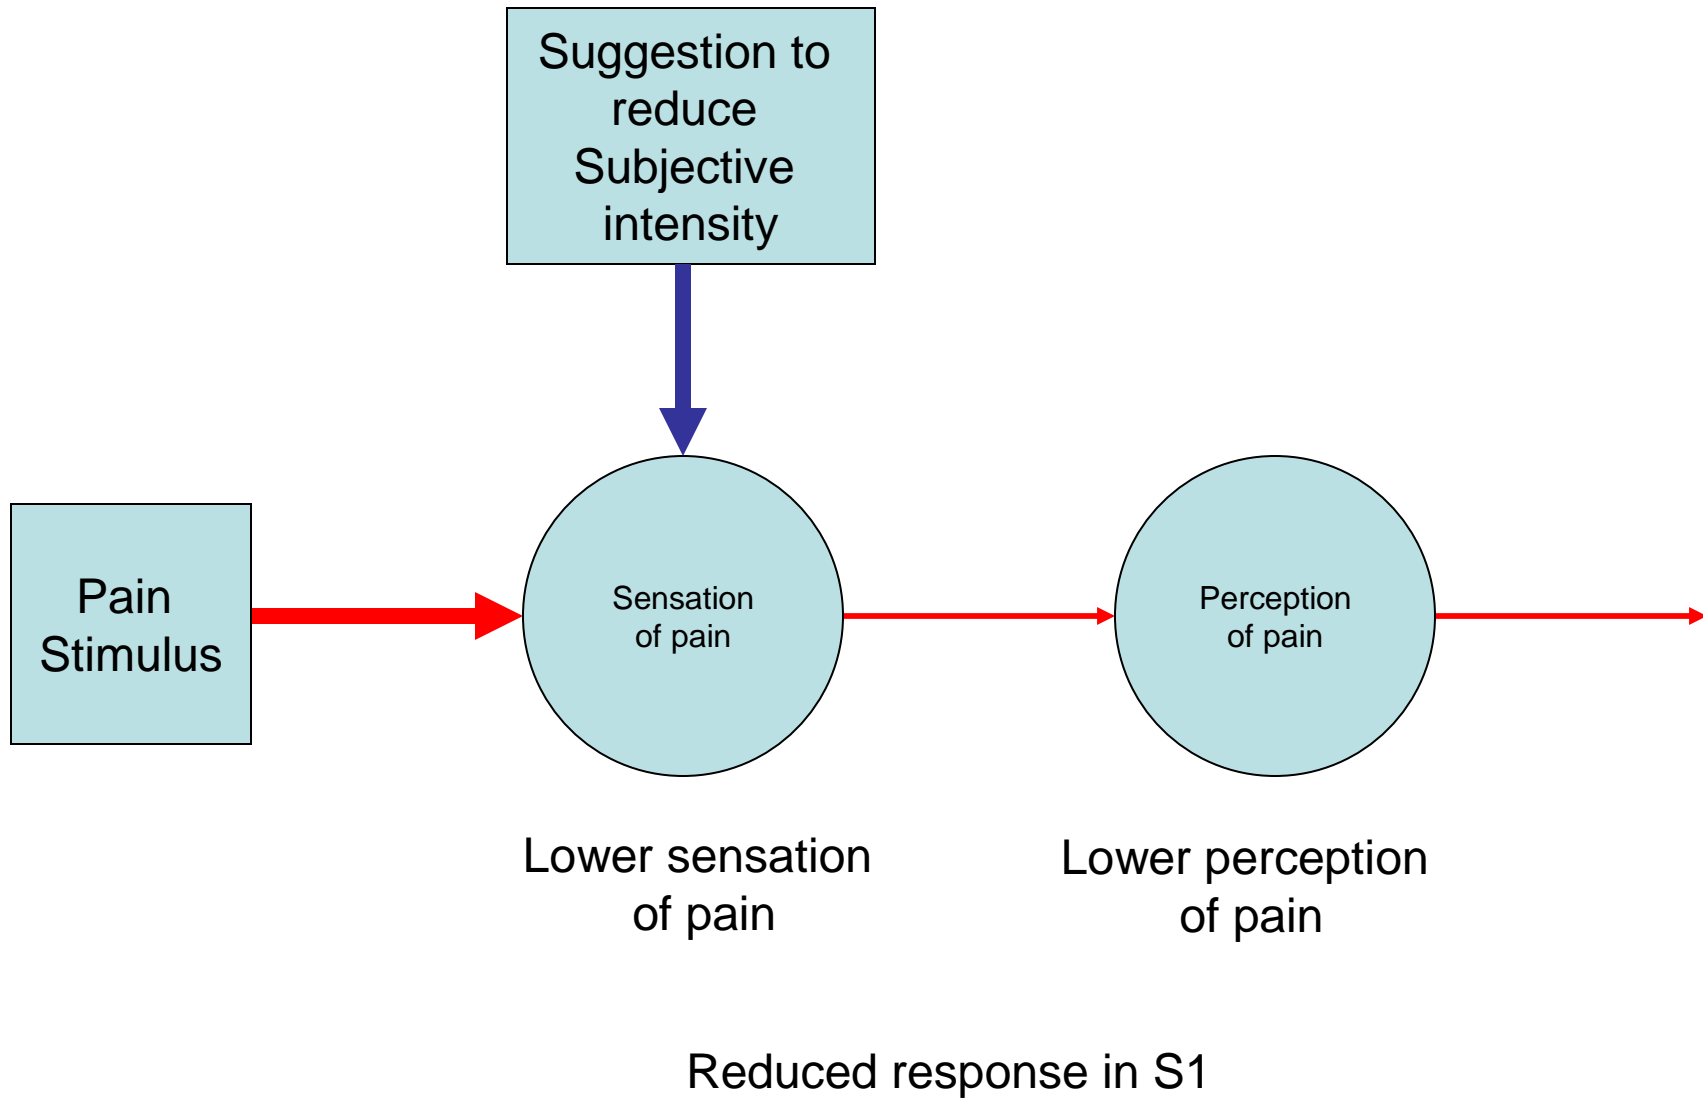 Suggestion to
reduce
Subjective
intensity
Pain
Stimulus
Sensation
of pain
Perception
of pain
Lower sensation
of pain
Lower perception
of pain
Reduced response in S1